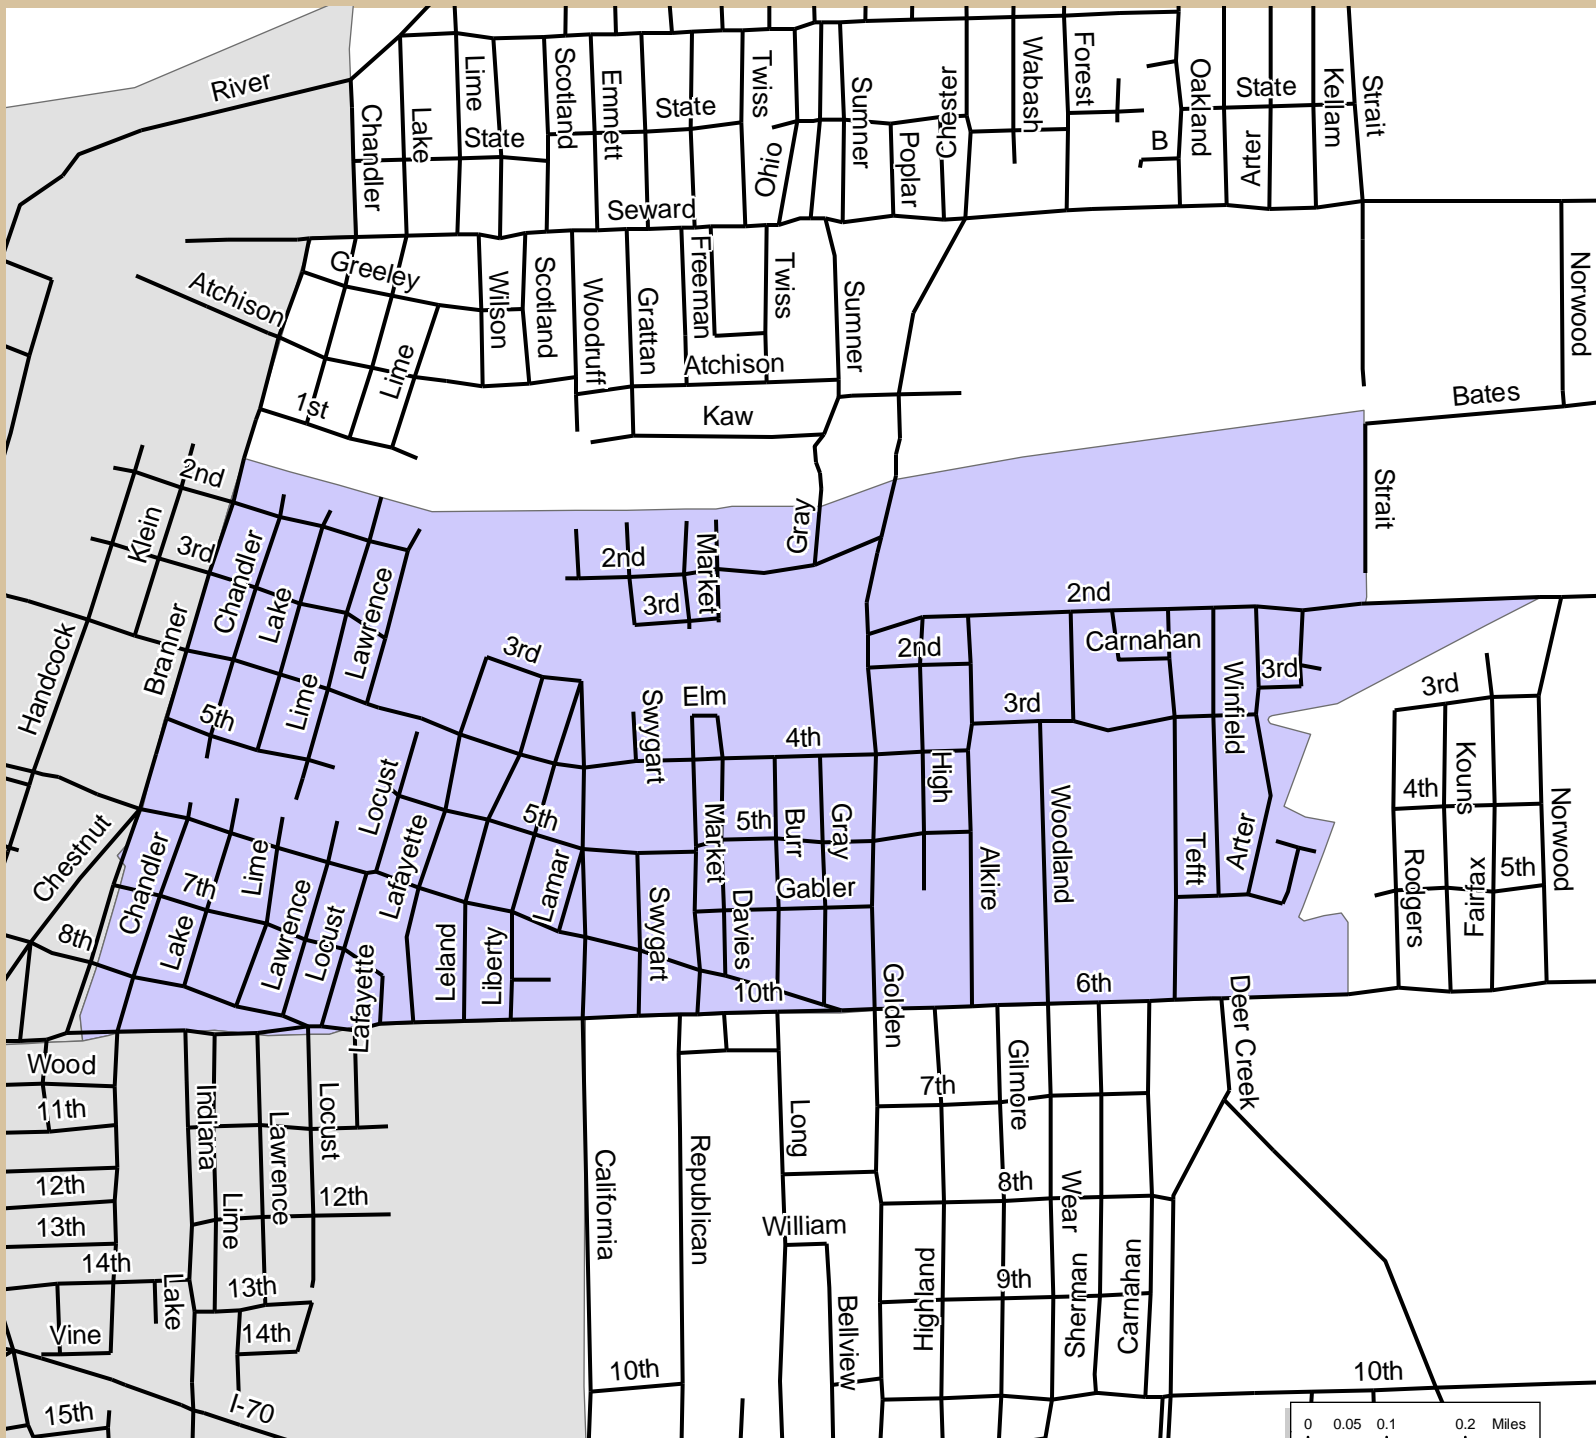 River
Chandler
Lake
Lime
State
Scotland
Emmett
State
Twiss
Ohio
Sumner
Poplar
Chester
Wabash
Forest
B
Oakland
State
Arter
Kellam
Strait
Seward
Greeley
Atchison
Wilson
Scotland
Woodruff
Grattan
Freeman
Twiss
Sumner
Norwood
Lime
Atchison
1st
Kaw
Bates
2nd
Klein
3rd
Chandler
Lake
Lawrence
2nd
Market
Gray
Strait
3rd
2nd
Handcock
Branner
5th
Lime
3rd
Swygart
Elm
4th
2nd
Carnahan
3rd
3rd
Winfield
3rd
High
Locust
Lafayette
5th
Market
5th
Burr
Gray
Woodland
4th
Kouns
Norwood
Chestnut
Chandler
7th
Lime
Lamar
Gabler
Alkire
Tefft
Arter
Rodgers
Fairfax
5th
8th
Lake
Lawrence
Locust
Lafayette
Leland
Liberty
Swygart
Davies
10th
Golden
6th
Deer Creek
Wood
11th
Indiana
Lawrence
Locust
12th
12th
13th
Lime
14th
Lake
13th
Vine
14th
15th
I-70
California
Republican
Long
William
Bellview
7th
Gilmore
8th
Wear
Highland
9th
Sherman
Carnahan
10th
10th
0 0.05 0.1 0.2 Miles